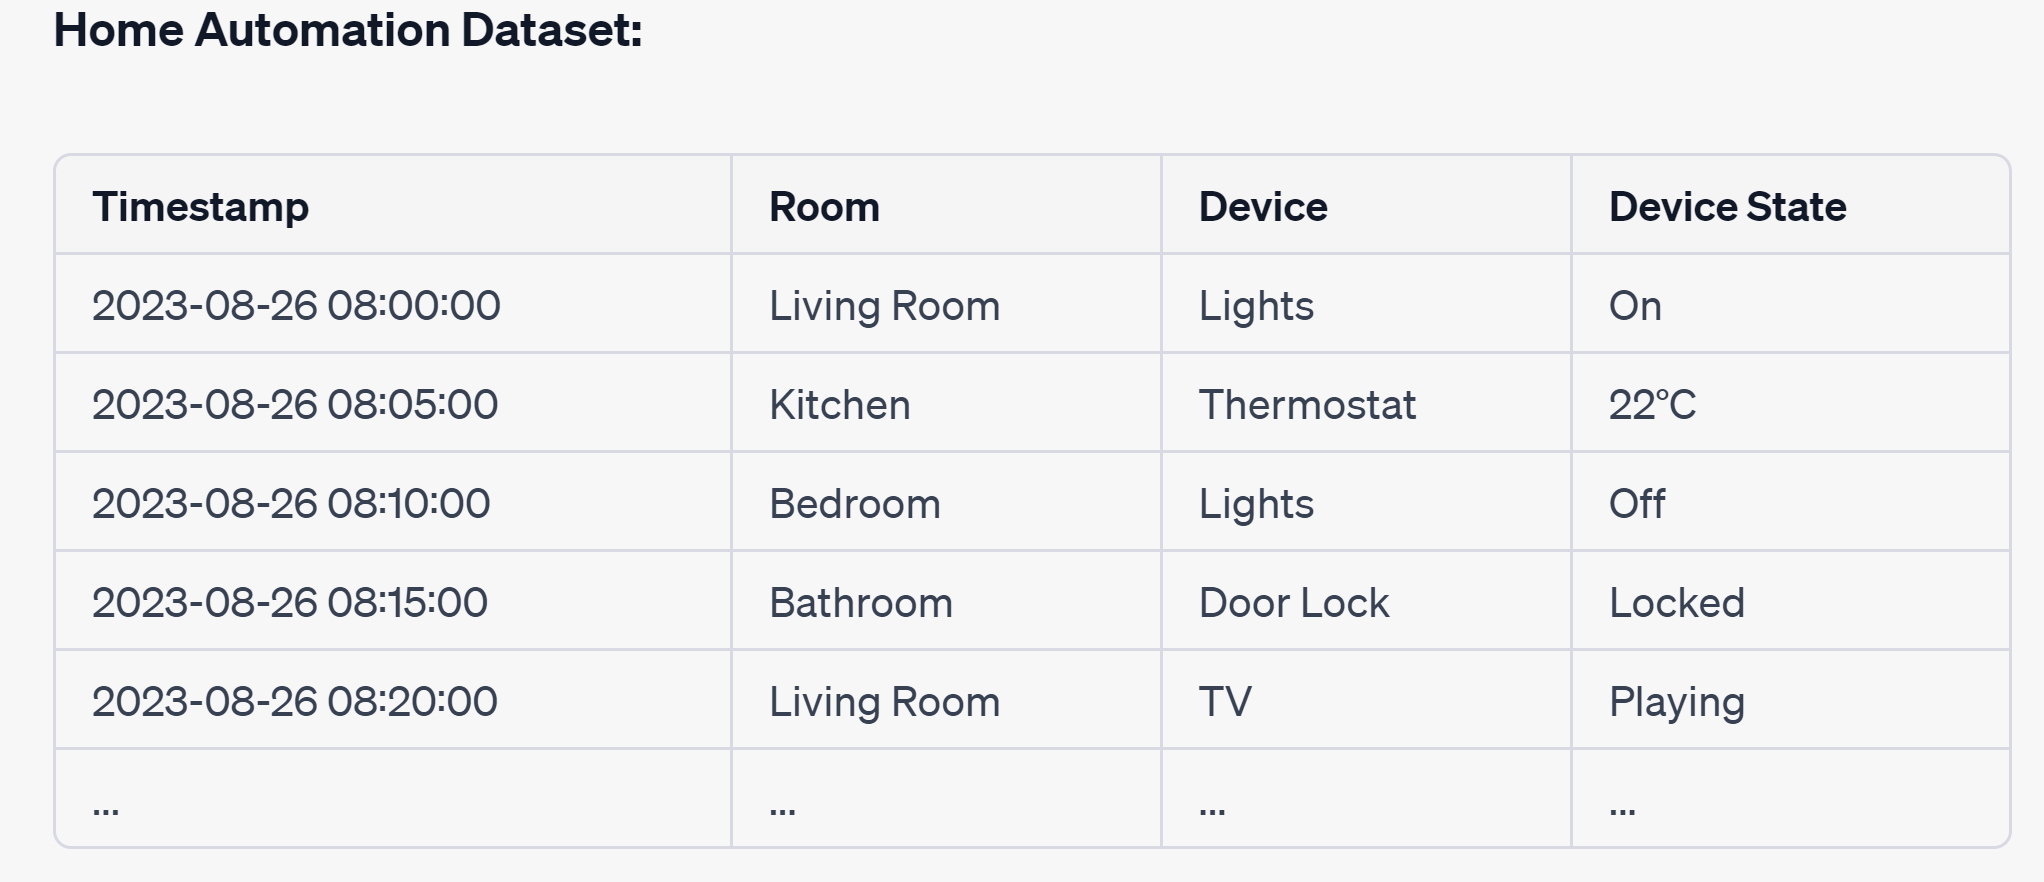 Home Automation Dataset:
Timestamp Room Device Device State
2023-08-26 08:00:00 Living Room Lights On
2023-08-26 08:05:00 Kitchen Thermostat 22°C
2023-08-26 08:10:00 Bedroom Lights Off
2023-08-26 08:15:00 Bathroom Door Lock Locked
2023-08-26 08:20:00 Living Room TV Playing
... ... ... ...